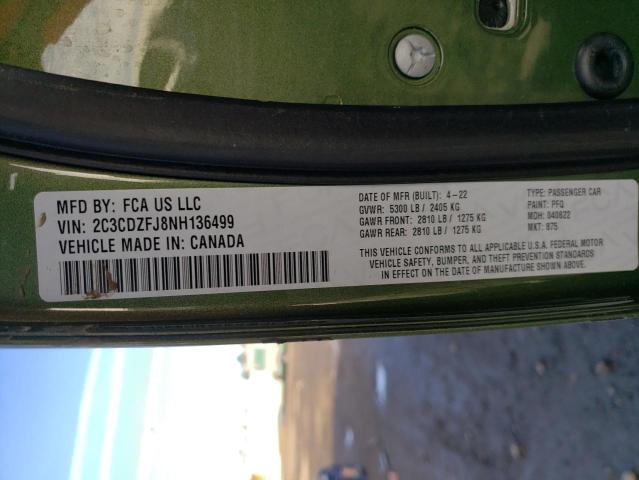 MFD BY: FCA US LLC
VIN: 2C3CDZFJ8NH136499
VEHICLE MADE IN: CANADA
DATE OF MFR (BUILT): 4-22
GVWR: 5300 LB / 2405 KG
GAWR FRONT: 2810 LB / 1275 KG
GAWR REAR: 2810 LB / 1275 KG
TYPE: PASSENGER CAR
PAINT: PFQ
MDH: 040622
MKT: B75
THIS VEHICLE CONFORMS TO ALL APPLICABLE U.S.A. FEDERAL MOTOR
VEHICLE SAFETY, BUMPER, AND THEFT PREVENTION STANDARDS
IN EFFECT ON THE DATE OF MANUFACTURE SHOWN ABOVE.